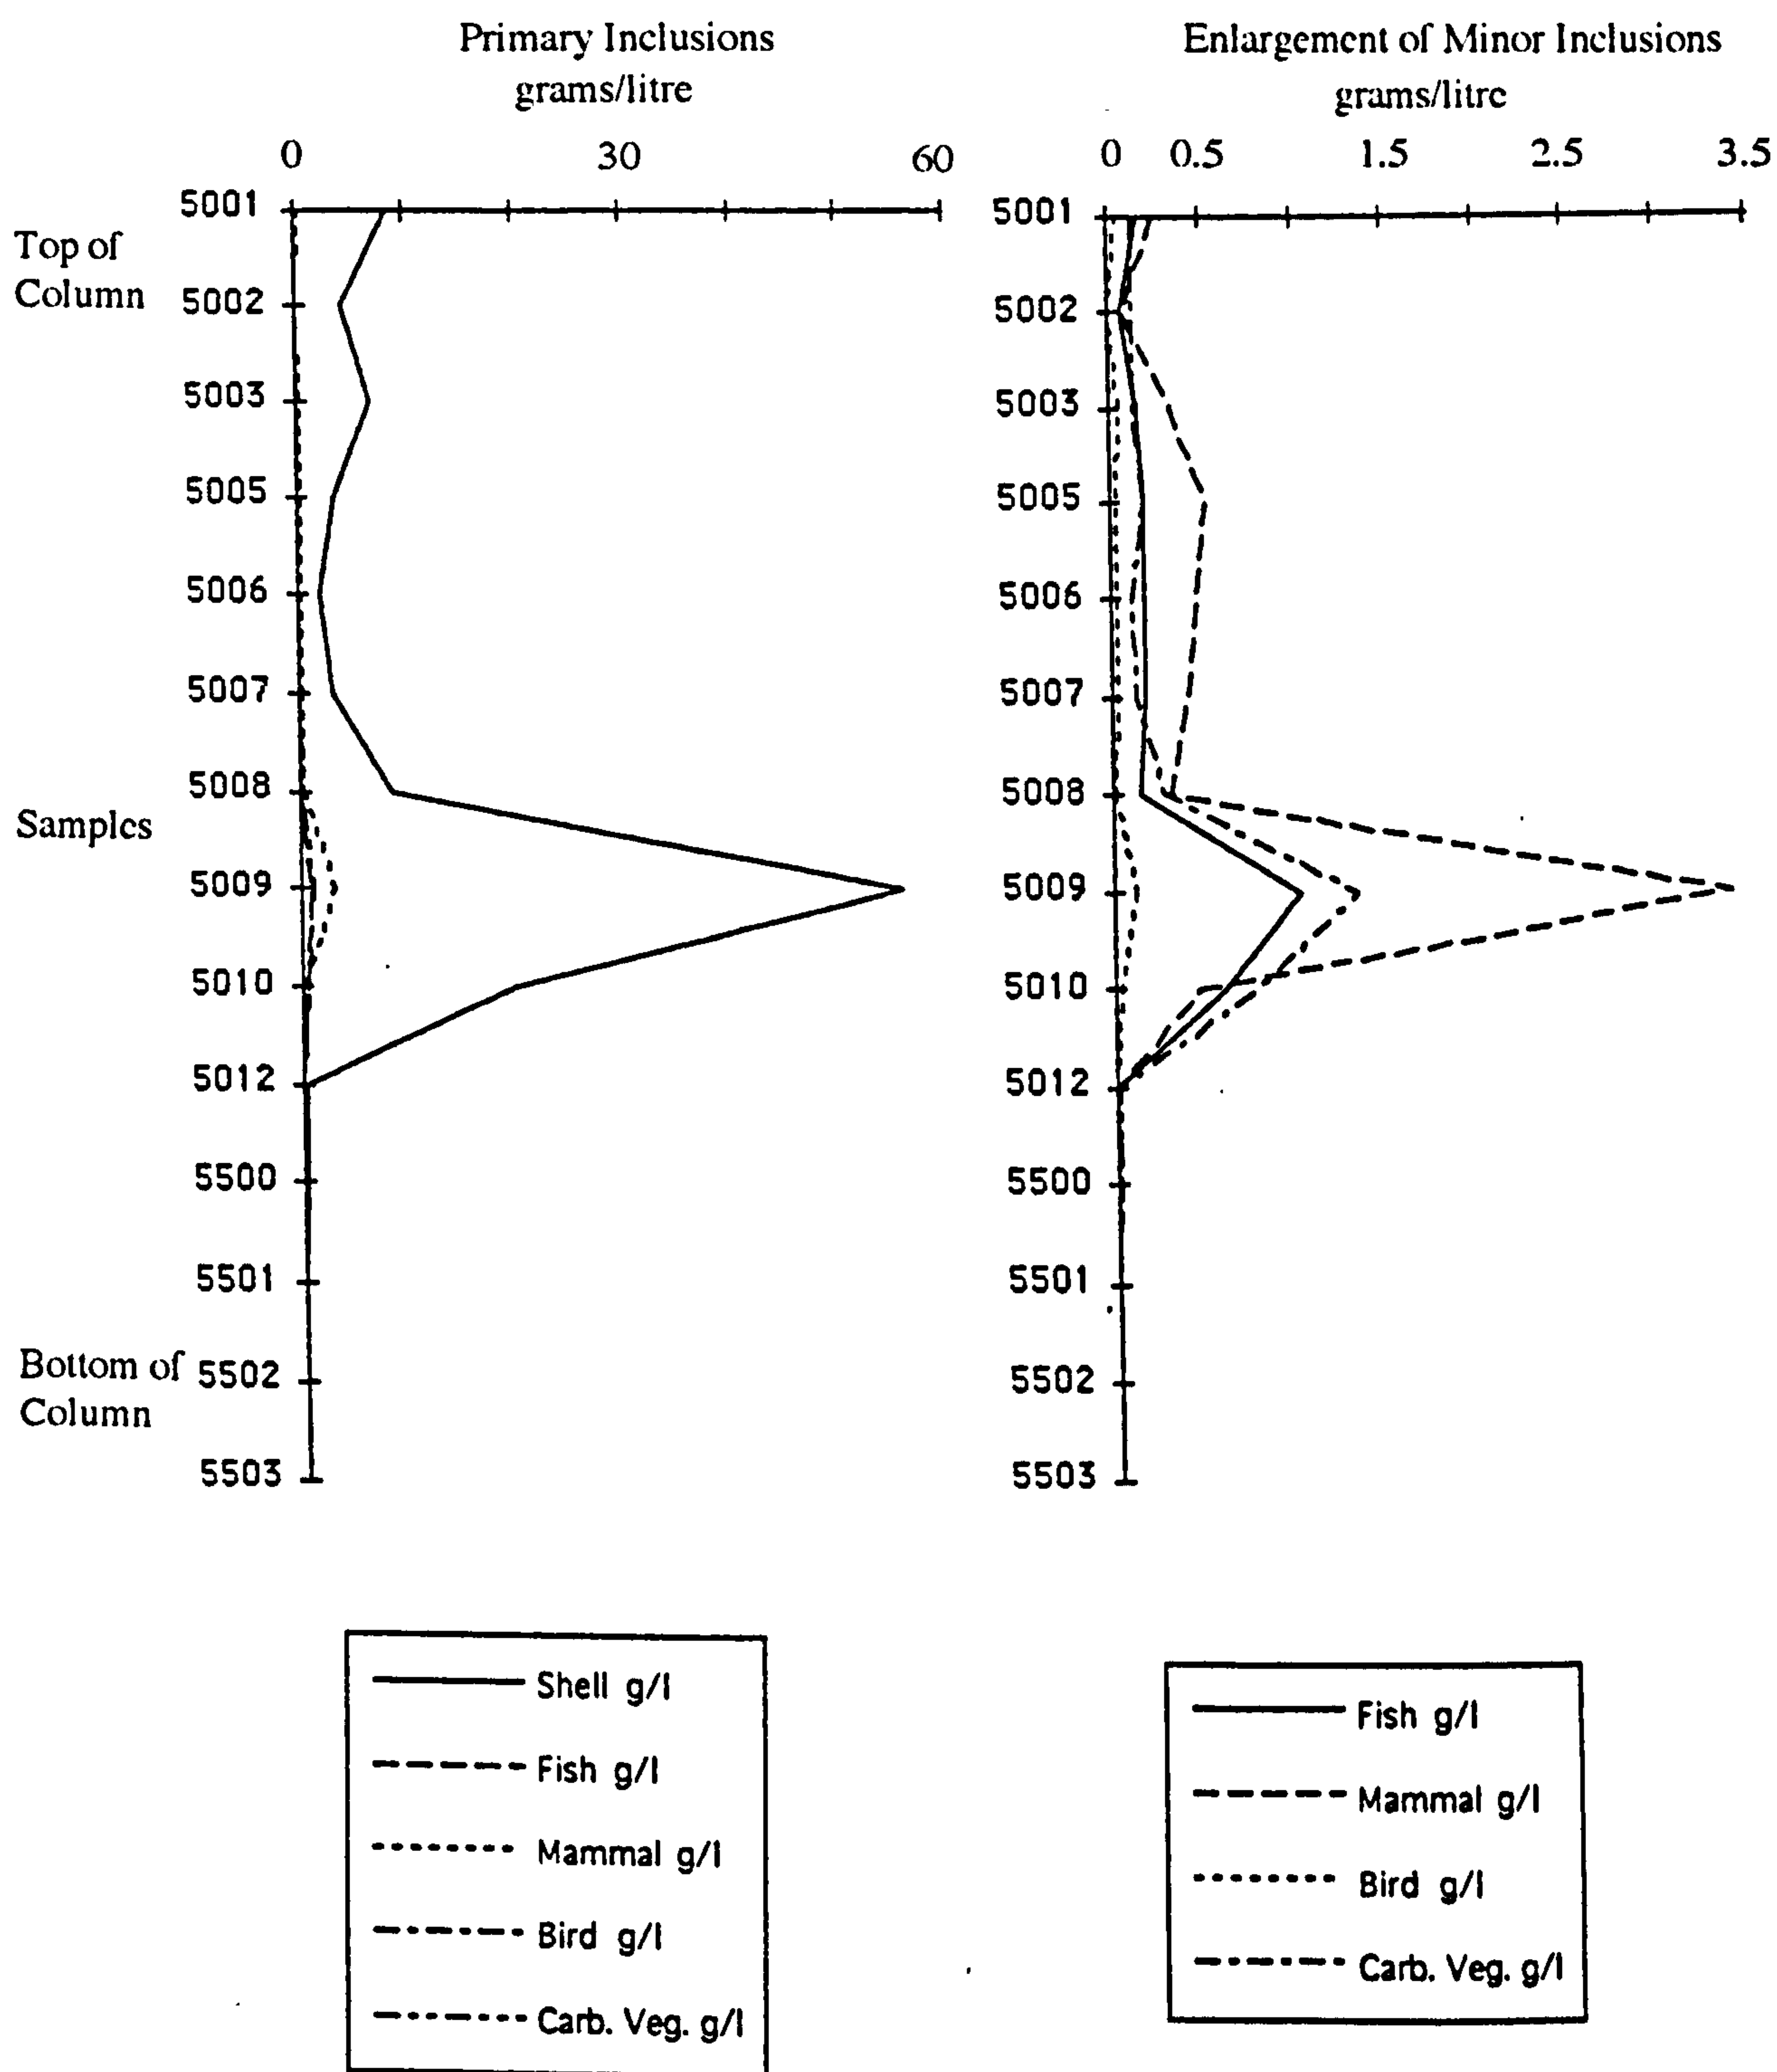 Primary Inclusions
grams/litre
0 30 60
5001
Top of
Column
5002
5003
5005
5006
5007
5008
Samples
5009
5010
5012
5500
5501
Bottom of
Column
5502
5503
Shell g/l
Fish g/l
Mammal g/l
Bird g/l
Carb. Veg. g/l
Enlargement of Minor Inclusions
grams/litre
0 0.5 1.5 2.5 3.5
5001
5002
5003
5005
5006
5007
5008
5009
5010
5012
5500
5501
5502
5503
Fish g/l
Mammal g/l
Bird g/l
Carb. Veg. g/l